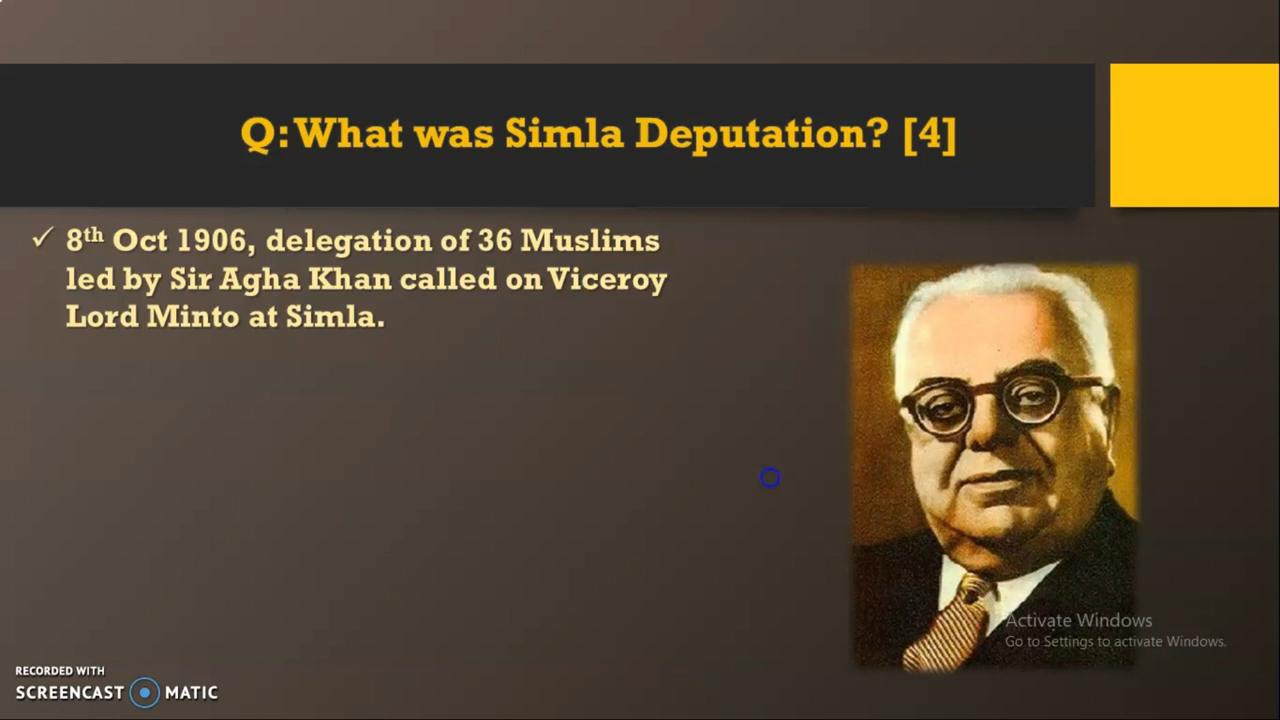 Q: What was Simla Deputation? [4]
✓ 8th Oct 1906, delegation of 36 Muslims
led by Sir Agha Khan called on Viceroy
Lord Minto at Simla.
Activate Windows
Go to Settings to activate Windows.
RECORDED WITH
SCREENCAST MATIC